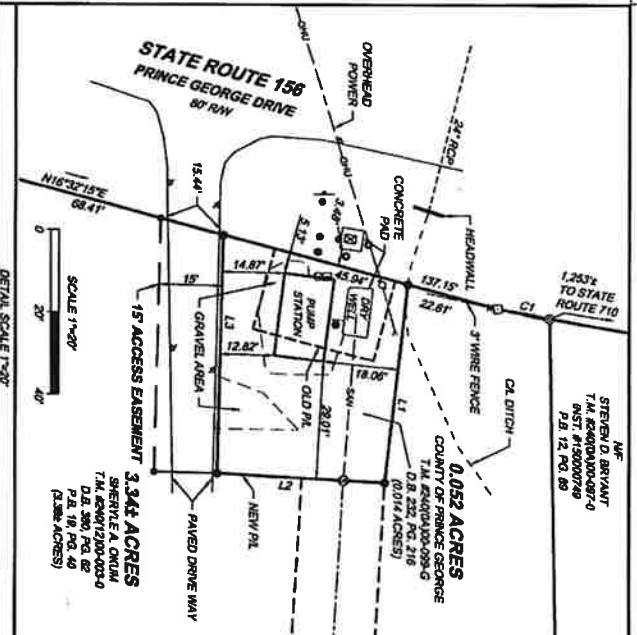 STATE ROUTE 156
PRINCE GEORGE DRIVE
80' R/W
OVERHEAD
POWER
OHU
OHU
OHU
24" RCP
CONCRETE
PAD
HEADWALL
1,253'±
TO STATE
ROUTE 710
N/F
STEVEN D. BRYANT
T.M. #240(0A)00-087-0
INST. #150000749
P.B. 12, PG. 89
N16°32'15"E
68.41'
15.44'
3.48'
5.13'
45.94'
137.15'
22.61'
C1
3' WIRE FENCE
C/L DITCH
14.87'
PUMP
STATION
DRY
WELL
15'
L3
12.82'
18.06'
L1
GRAVEL AREA
OLD P/L
SAN
29.01'
0.052 ACRES
COUNTY OF PRINCE GEORGE
T.M. #240(0A)00-099-G
D.B. 232, PG. 216
(0.014 ACRES)
L2
NEW P/L
15' ACCESS EASEMENT
PAVED DRIVE WAY
3.34± ACRES
SHERYLE A. OKUM
T.M. #240(12)00-003-0
D.B. 380, PG. 62
P.B. 19, PG. 40
(3.38± ACRES)
0
20'
40'
SCALE 1"=20'
DETAIL SCALE 1"=20'